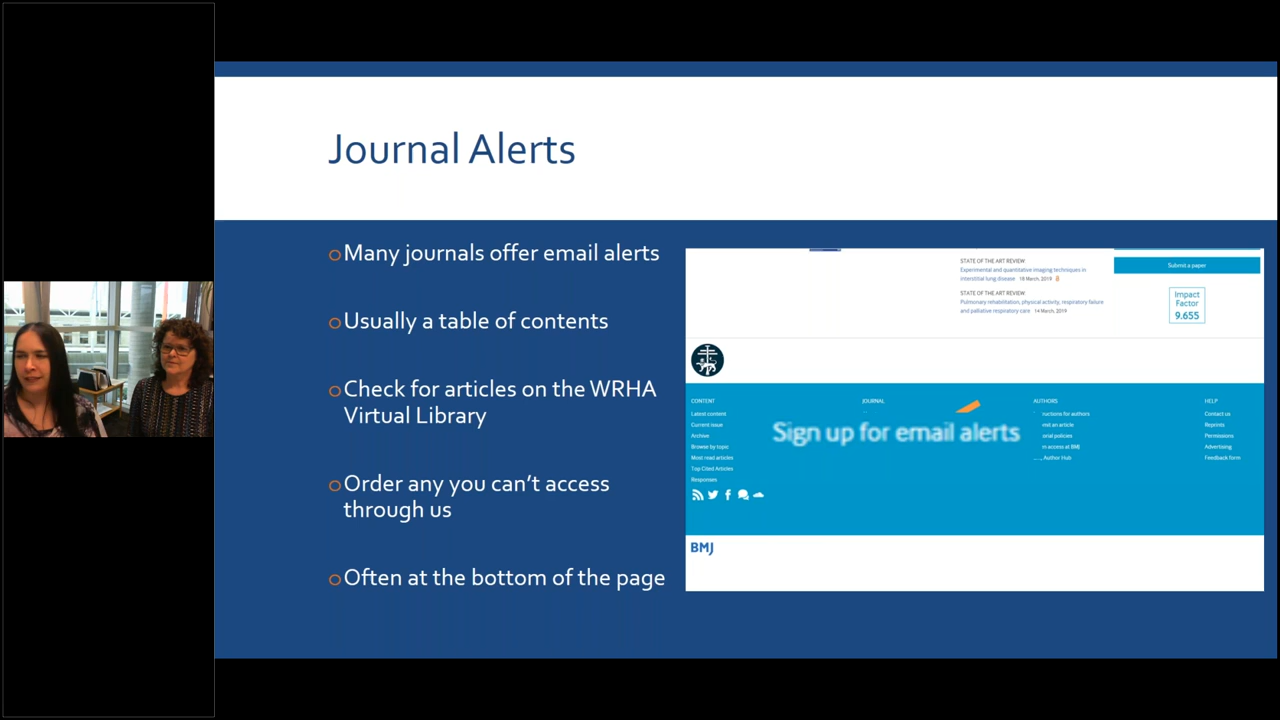 Journal Alerts
Many journals offer email alerts
Usually a table of contents
Check for articles on the WRHA
Virtual Library
Order any you can't access
through us
Often at the bottom of the page
STATE OF THE ART REVIEW
Experimental and quantitative imaging techniques in
interstitial lung disease 18 March, 2019
STATE OF THE ART REVIEW
Pulmonary rehabilitation, physical activity, respiratory failure
and palliative respiratory care 14 March, 2019
Submit a paper
Impact
Factor
9.655
CONTENT
Latest content
Current issue
Archive
Browse by topic
Most read articles
Top Cited Articles
Responses
JOURNAL
Sign up for email alerts
AUTHORS
for authors
article
policies
access at BMJ
Author Hub
HELP
Contact us
Reprints
Permissions
Advertising
Feedback form
BMJ